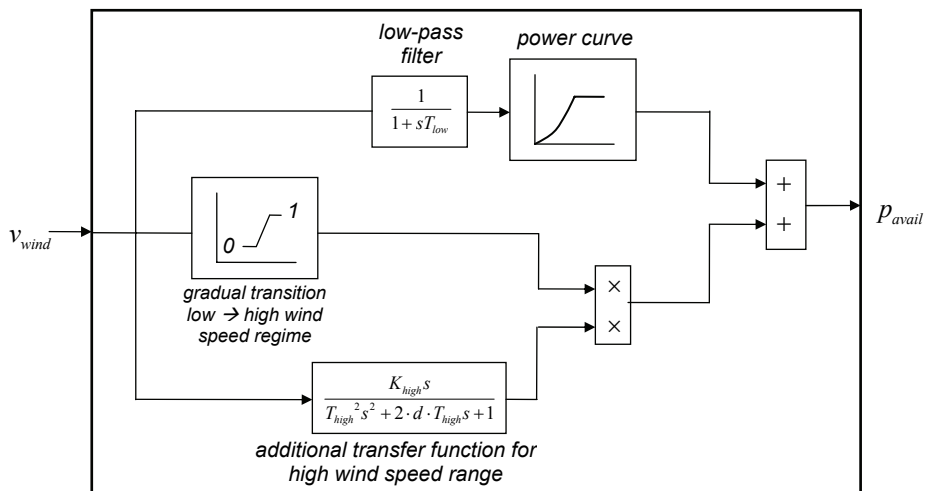 low-pass
filter
power curve
1
1 + sT_low
v_wind
0
1
gradual transition
low → high wind
speed regime
+
+
p_avail
×
×
K_high s
T_high² s² + 2 · d · T_high s + 1
additional transfer function for
high wind speed range